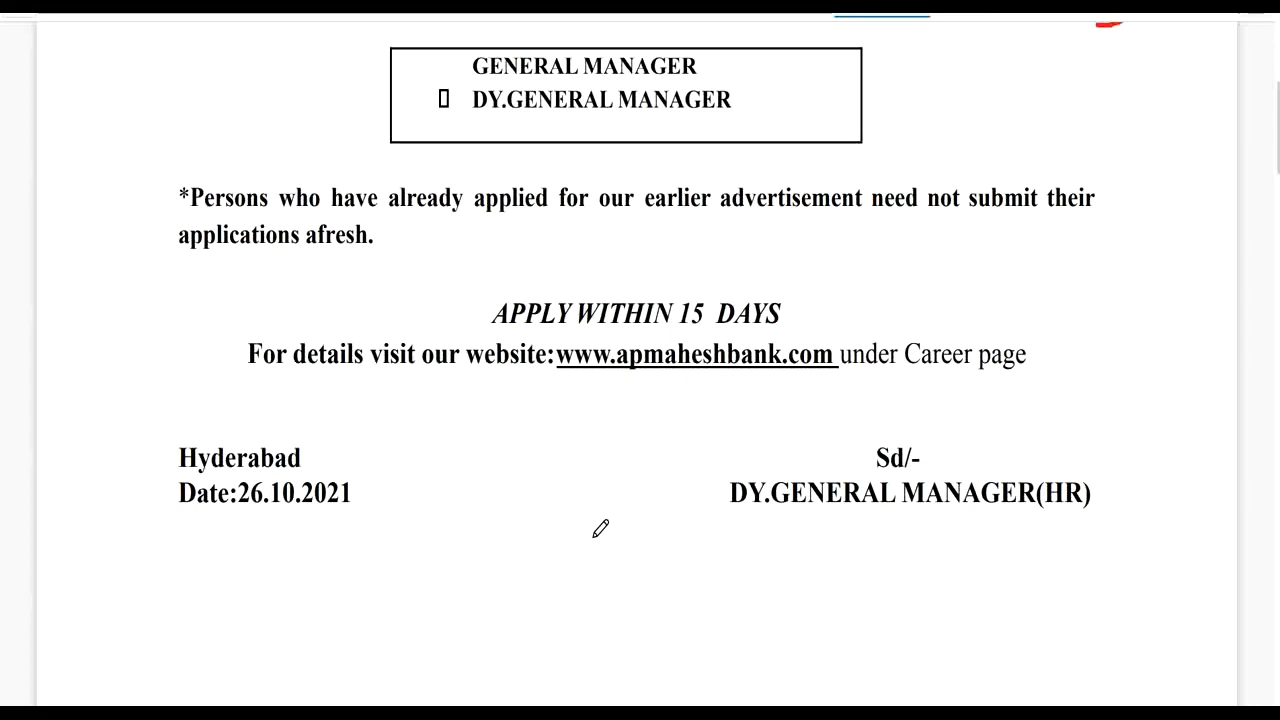 GENERAL MANAGER
DY.GENERAL MANAGER
*Persons who have already applied for our earlier advertisement need not submit their
applications afresh.
APPLY WITHIN 15 DAYS
For details visit our website:www.apmaheshbank.com under Career page
Hyderabad
Sd/-
Date:26.10.2021
DY.GENERAL MANAGER(HR)